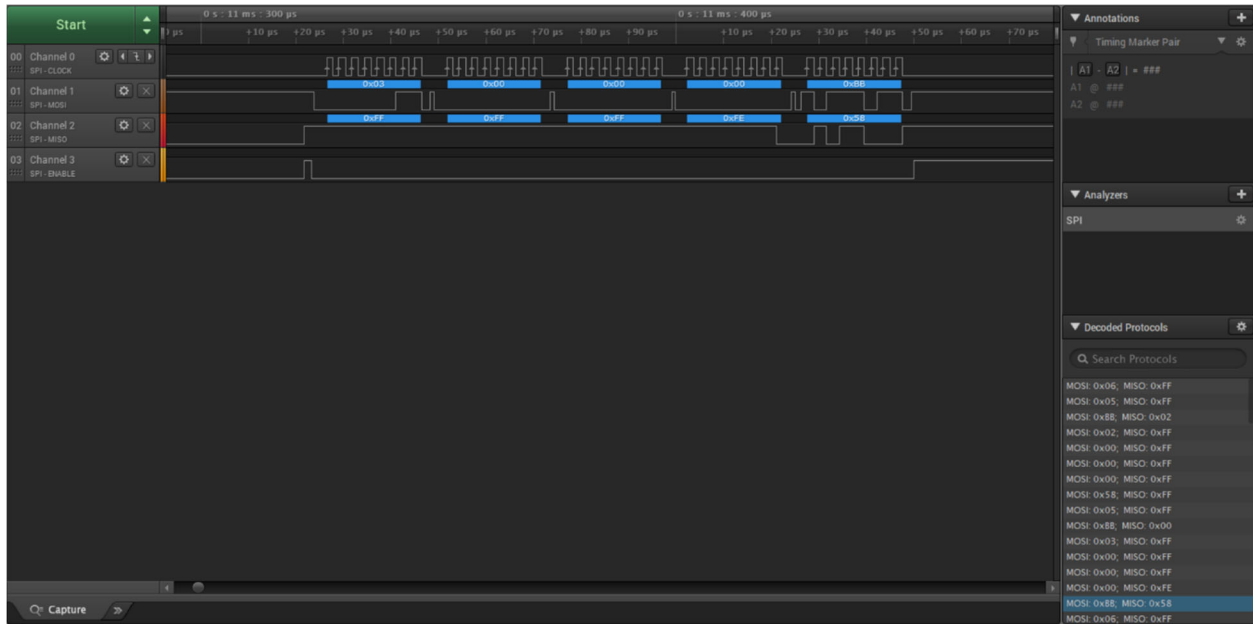 Start
0 s : 11 ms : 300 µs
0 s : 11 ms : 400 µs
+10 µs +20 µs +30 µs +40 µs +50 µs +60 µs +70 µs +80 µs +90 µs +10 µs +20 µs +30 µs +40 µs +50 µs +60 µs +70 µs
00 Channel 0
SPI - CLOCK
01 Channel 1
SPI - MOSI
0x03 0x00 0x00 0x00 0xBB
02 Channel 2
SPI - MISO
0xFF 0xFF 0xFF 0xFE 0x58
03 Channel 3
SPI - ENABLE
Capture
Annotations
Timing Marker Pair
| A1 - A2 | = ###
A1 @ ###
A2 @ ###
Analyzers
SPI
Decoded Protocols
Search Protocols
MOSI: 0x06; MISO: 0xFF
MOSI: 0x05; MISO: 0xFF
MOSI: 0xBB; MISO: 0x02
MOSI: 0x02; MISO: 0xFF
MOSI: 0x00; MISO: 0xFF
MOSI: 0x00; MISO: 0xFF
MOSI: 0x00; MISO: 0xFF
MOSI: 0x58; MISO: 0xFF
MOSI: 0x05; MISO: 0xFF
MOSI: 0xBB; MISO: 0x00
MOSI: 0x03; MISO: 0xFF
MOSI: 0x00; MISO: 0xFF
MOSI: 0x00; MISO: 0xFF
MOSI: 0x00; MISO: 0xFE
MOSI: 0xBB; MISO: 0x58
MOSI: 0x06; MISO: 0xFF